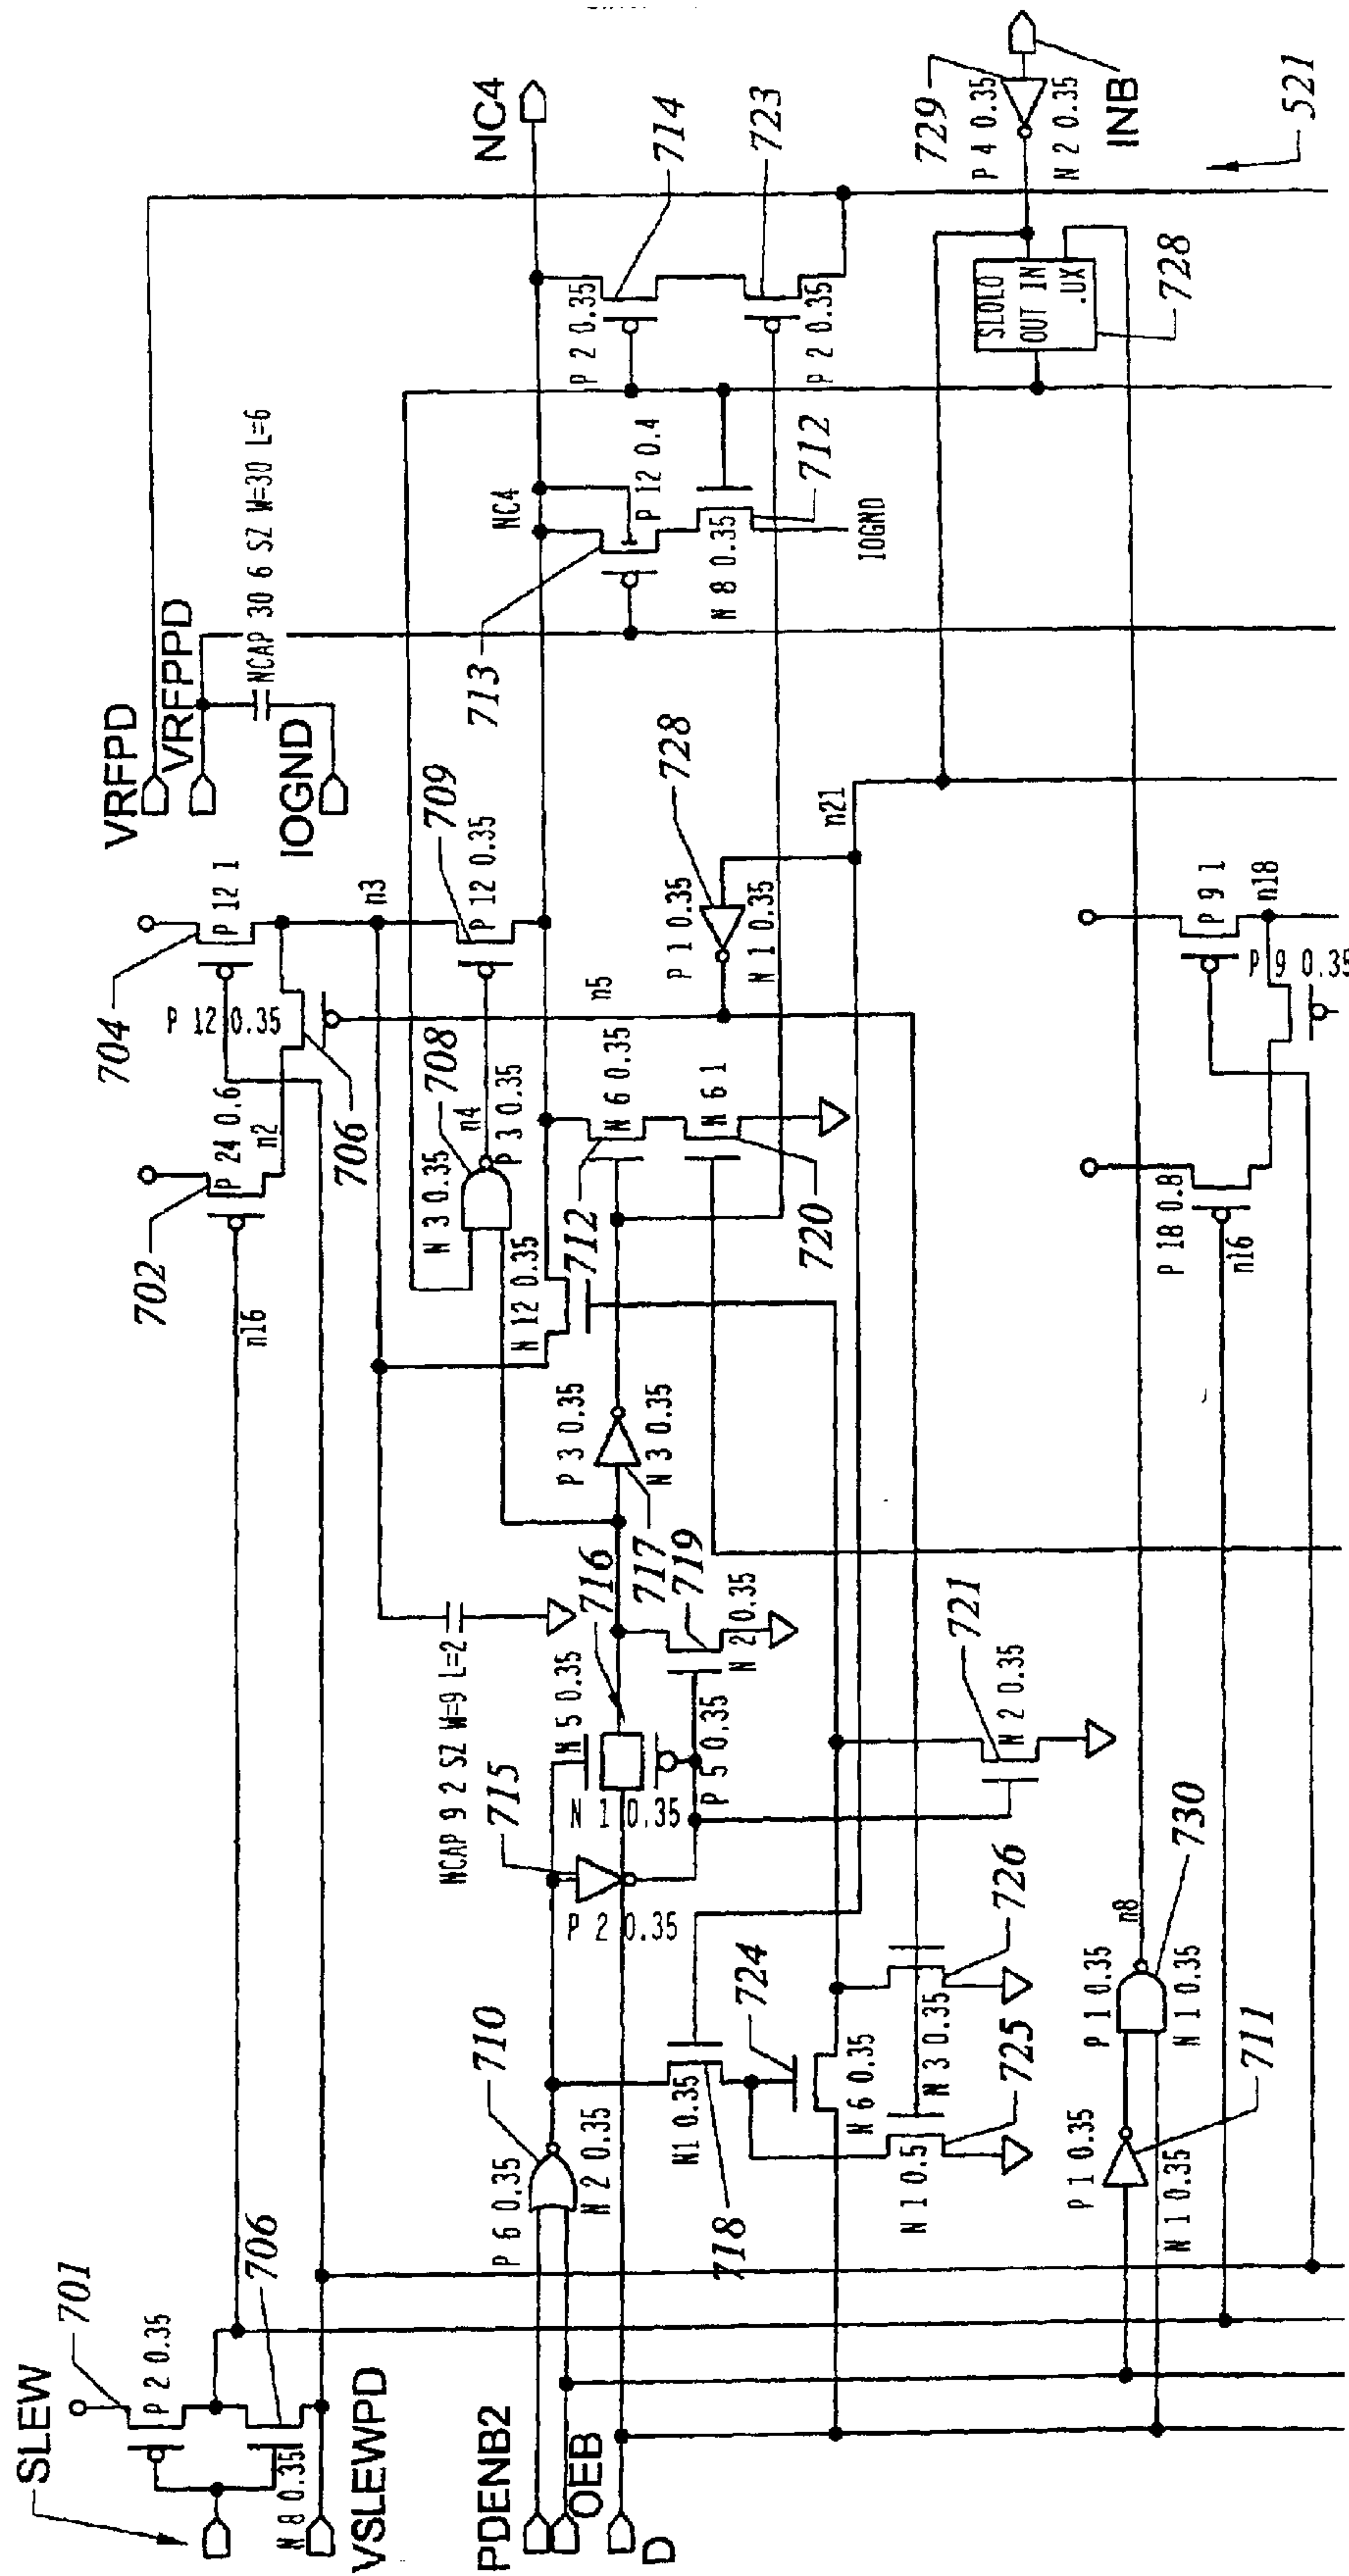 SLEW
701
P 2 0.35
706
N 8 0.35
VSLEWPD
PDENB2
OEB
D
702
n16
P 24 0.6
n2
704
P 12 1
P 12 0.35
706
n3
VRFPD
VRFPPD
IOGND
NCAP 30 6 SZ W=30 L=6
NC4
NC4
710
P 6 0.35
N 2 0.35
715
P 2 0.35
N 1 0.35
NCAP 9 2 SZ W=9 L=2
N 5 0.35
716
P 5 0.35
717
P 3 0.35
N 3 0.35
719
N 2 0.35
N 3 0.35
708
n4
P 3 0.35
N 12 0.35
712
N 6 0.35
N 6 1
720
709
P 12 0.35
n5
728
P 1 0.35
N 1 0.35
n21
713
P 12 0.4
N 8 0.35
712
IOGND
P 2 0.35
714
723
P 2 0.35
N1 0.35
718
724
N 6 0.35
N 1 0.5
725
N 3 0.35
726
721
N 2 0.35
P 1 0.35
N 1 0.35
711
P 1 0.35
N 1 0.35
730
n8
P 18 0.8
n16
P 9 1
n18
P 9 0.35
SLOLO
OUT IN
.UX
728
729
P 4 0.35
N 2 0.35
INB
521